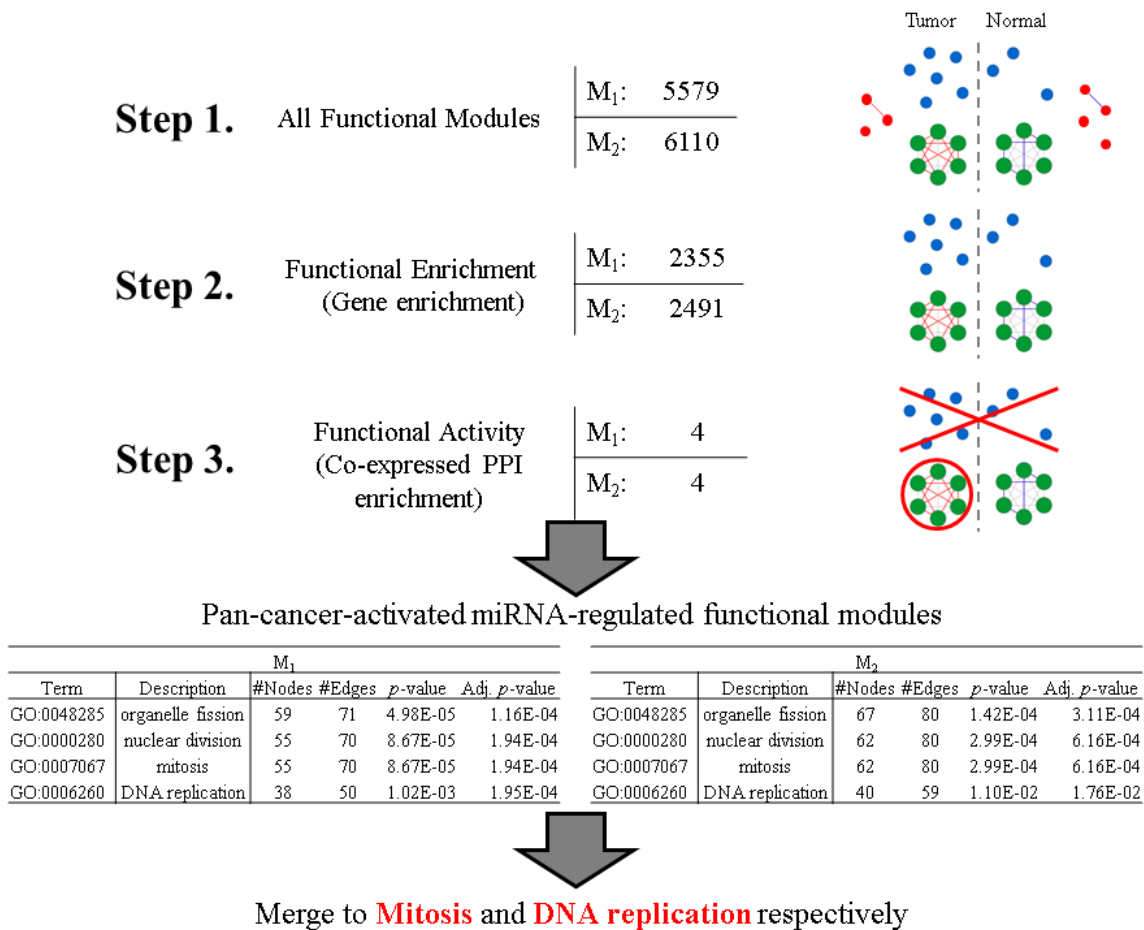 Tumor Normal
Step 1.
All Functional Modules
M₁: 5579
M₂: 6110
Step 2.
Functional Enrichment
(Gene enrichment)
M₁: 2355
M₂: 2491
Step 3.
Functional Activity
(Co-expressed PPI
enrichment)
M₁: 4
M₂: 4
Pan-cancer-activated miRNA-regulated functional modules
M₁
Term Description #Nodes #Edges p-value Adj. p-value
GO:0048285 organelle fission 59 71 4.98E-05 1.16E-04
GO:0000280 nuclear division 55 70 8.67E-05 1.94E-04
GO:0007067 mitosis 55 70 8.67E-05 1.94E-04
GO:0006260 DNA replication 38 50 1.02E-03 1.95E-04
M₂
Term Description #Nodes #Edges p-value Adj. p-value
GO:0048285 organelle fission 67 80 1.42E-04 3.11E-04
GO:0000280 nuclear division 62 80 2.99E-04 6.16E-04
GO:0007067 mitosis 62 80 2.99E-04 6.16E-04
GO:0006260 DNA replication 40 59 1.10E-02 1.76E-02
Merge to Mitosis and DNA replication respectively